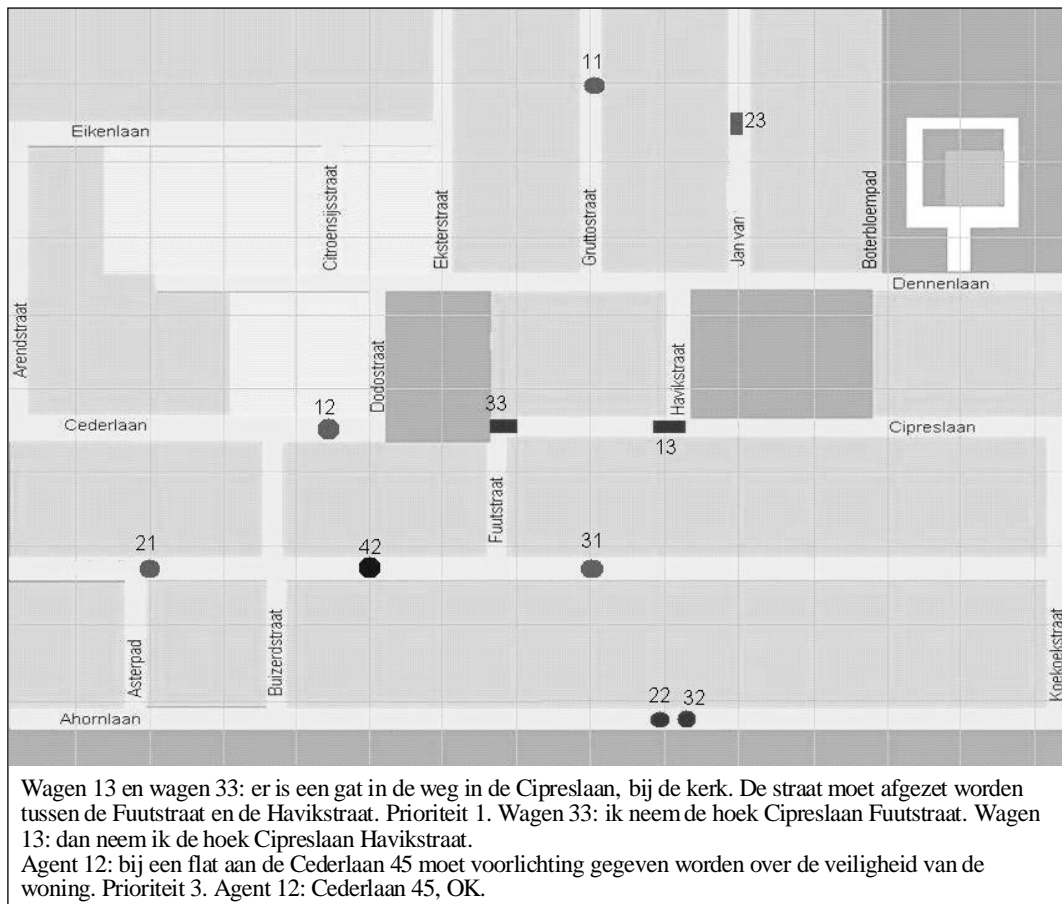 11
23
Eikenlaan
Citroensijsstraat
Eksterstraat
Gruttostraat
Jan van
Boterbloempad
Dennenlaan
Arendstraat
Dodostraat
Havikstraat
12
33
Cederlaan
13
Cipreslaan
Fuutstraat
21
42
31
Asterpad
Buizerdstraat
Koekoekstraat
22
32
Ahornlaan
Wagen 13 en wagen 33: er is een gat in de weg in de Cipreslaan, bij de kerk. De straat moet afgezet worden
tussen de Fuutstraat en de Havikstraat. Prioriteit 1. Wagen 33: ik neem de hoek Cipreslaan Fuutstraat. Wagen
13: dan neem ik de hoek Cipreslaan Havikstraat.
Agent 12: bij een flat aan de Cederlaan 45 moet voorlichting gegeven worden over de veiligheid van de
woning. Prioriteit 3. Agent 12: Cederlaan 45, OK.